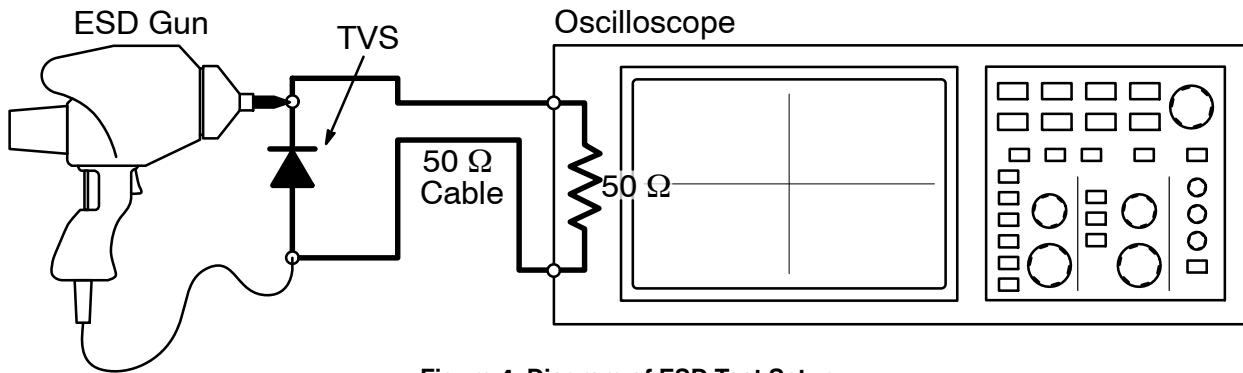 ESD Gun
TVS
Oscilloscope
50 Ω
Cable
50 Ω